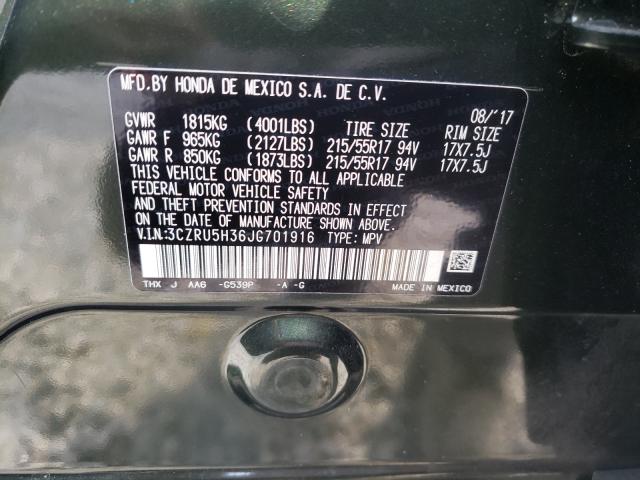 MFD.BY HONDA DE MEXICO S.A. DE C.V.
08/'17
GVWR 1815KG (4001LBS) TIRE SIZE RIM SIZE
GAWR F 965KG (2127LBS) 215/55R17 94V 17X7.5J
GAWR R 850KG (1873LBS) 215/55R17 94V 17X7.5J
THIS VEHICLE CONFORMS TO ALL APPLICABLE
FEDERAL MOTOR VEHICLE SAFETY
STANDARDS IN EFFECT
ON THE DATE OF MANUFACTURE SHOWN ABOVE.
V.I.N:3CZRU5H36JG701916 TYPE: MPV
THX J AA6 -G539P -A -G MADE IN MEXICO